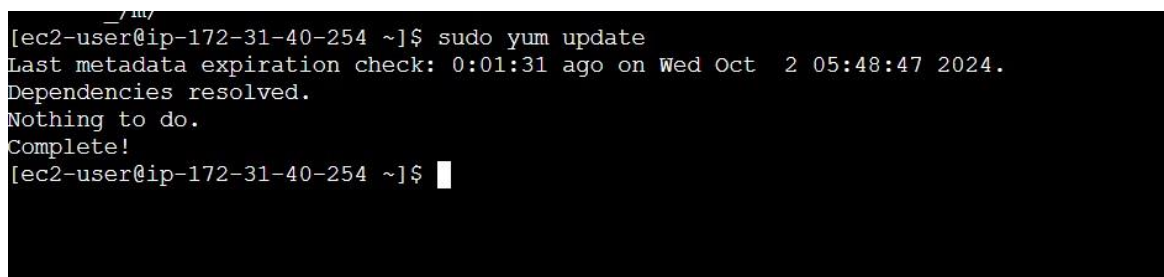 _/m/
[ec2-user@ip-172-31-40-254 ~]$ sudo yum update
Last metadata expiration check: 0:01:31 ago on Wed Oct  2 05:48:47 2024.
Dependencies resolved.
Nothing to do.
Complete!
[ec2-user@ip-172-31-40-254 ~]$